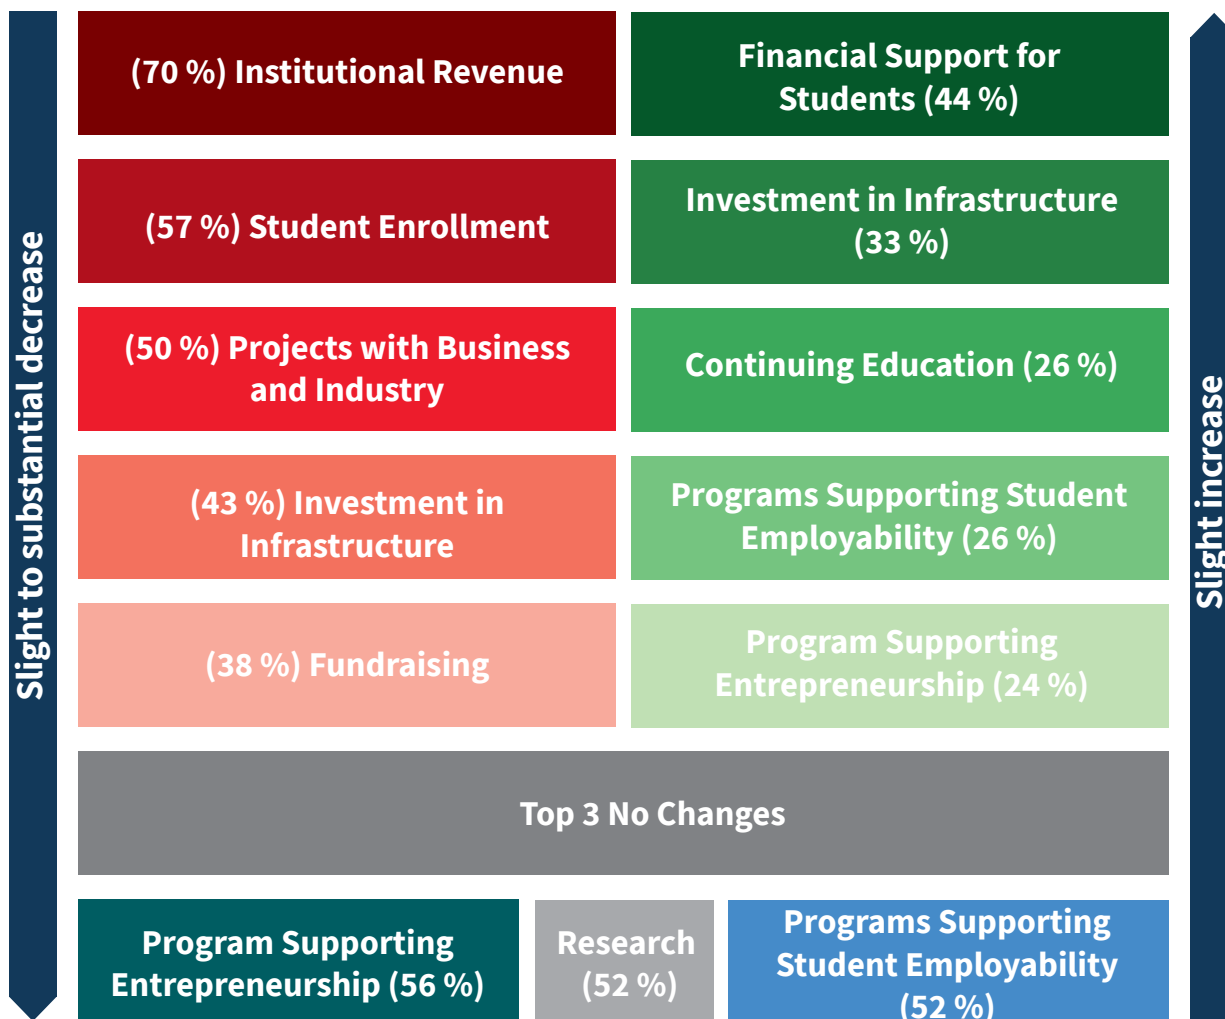 Slight to substantial decrease
(70 %) Institutional Revenue
Financial Support for
Students (44 %)
(57 %) Student Enrollment
Investment in Infrastructure
(33 %)
(50 %) Projects with Business
and Industry
Continuing Education (26 %)
(43 %) Investment in
Infrastructure
Programs Supporting Student
Employability (26 %)
(38 %) Fundraising
Program Supporting
Entrepreneurship (24 %)
Slight increase
Top 3 No Changes
Program Supporting
Entrepreneurship (56 %)
Research
(52 %)
Programs Supporting
Student Employability
(52 %)